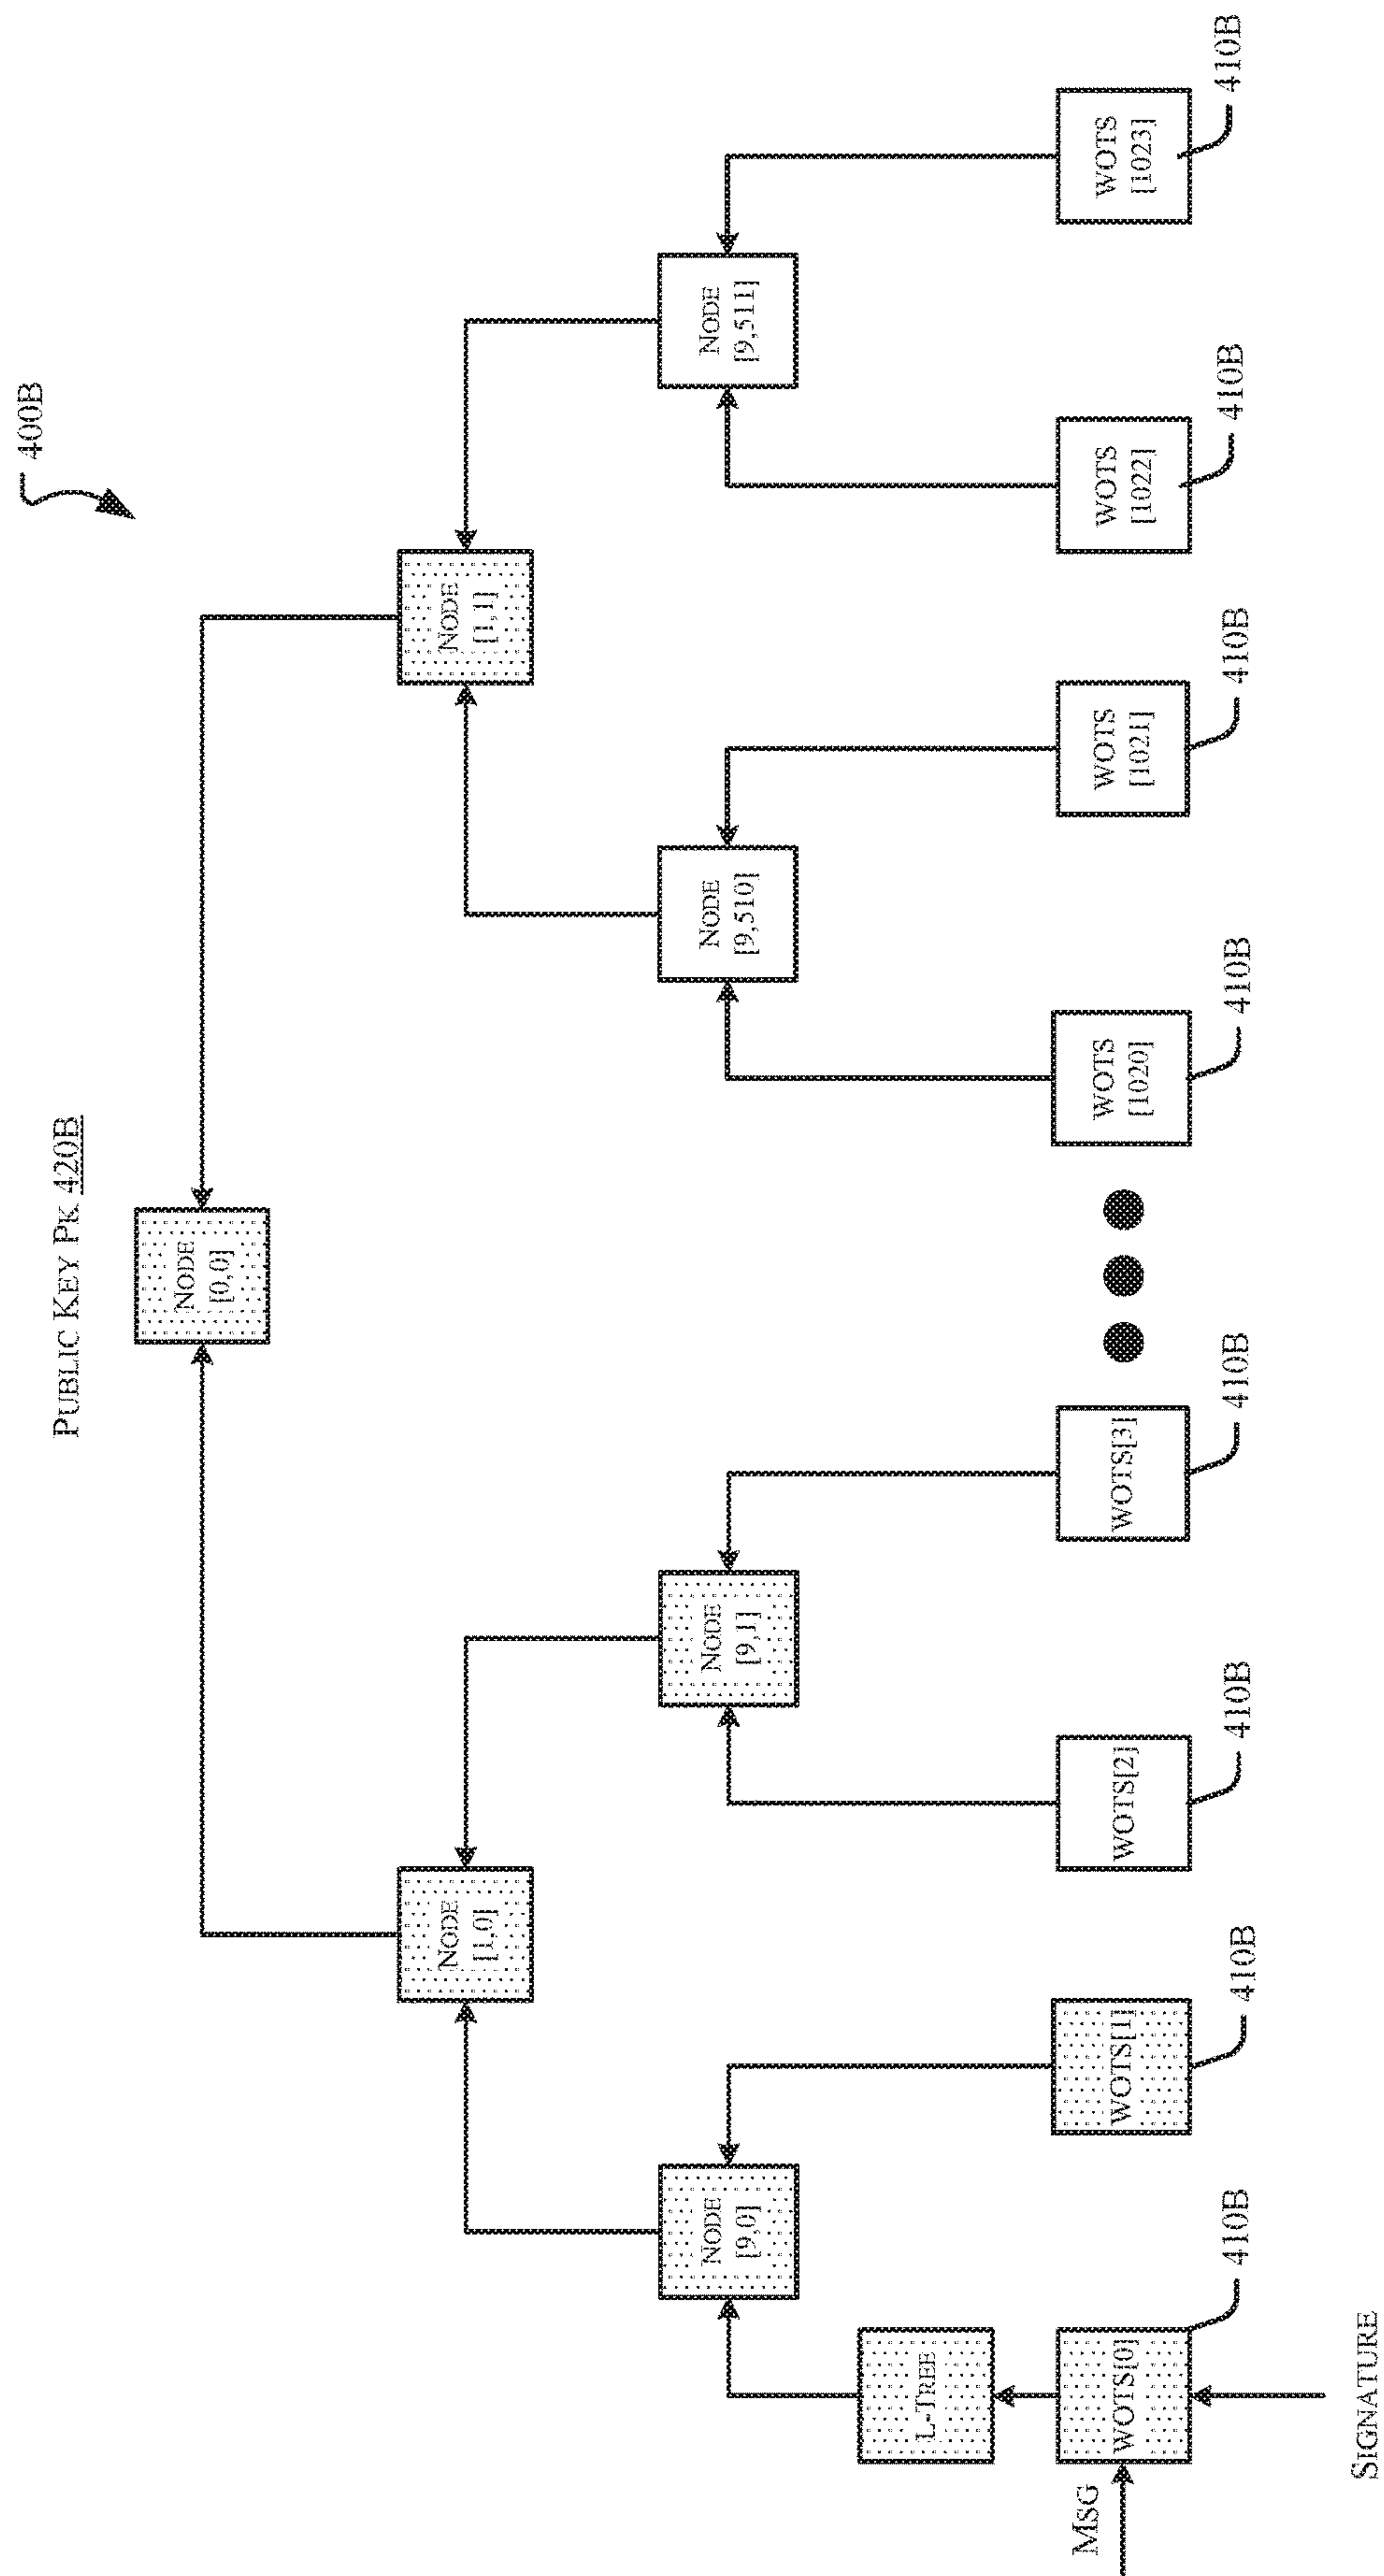 400B
PUBLIC KEY PK 420B
NODE
[0,0]
NODE
[1,0]
NODE
[1,1]
NODE
[9,0]
NODE
[9,1]
NODE
[9,510]
NODE
[9,511]
L-TREE
MSG
WOTS[0]
WOTS[1]
WOTS[2]
WOTS[3]
WOTS
[1020]
WOTS
[1021]
WOTS
[1022]
WOTS
[1023]
410B
410B
410B
410B
410B
410B
410B
410B
SIGNATURE